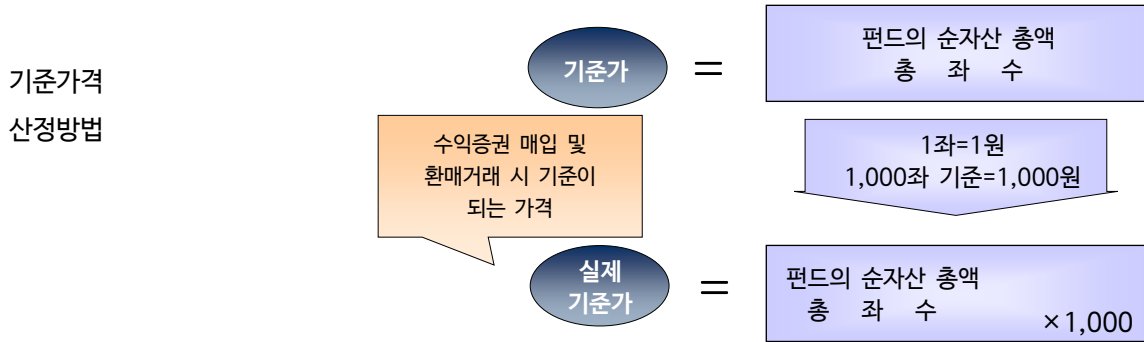 기준가격
산정방법
기준가
=
펀드의 순자산 총액
총 좌 수
수익증권 매입 및
환매거래 시 기준이
되는 가격
1좌=1원
1,000좌 기준=1,000원
실제
기준가
=
펀드의 순자산 총액
총 좌 수
×1,000